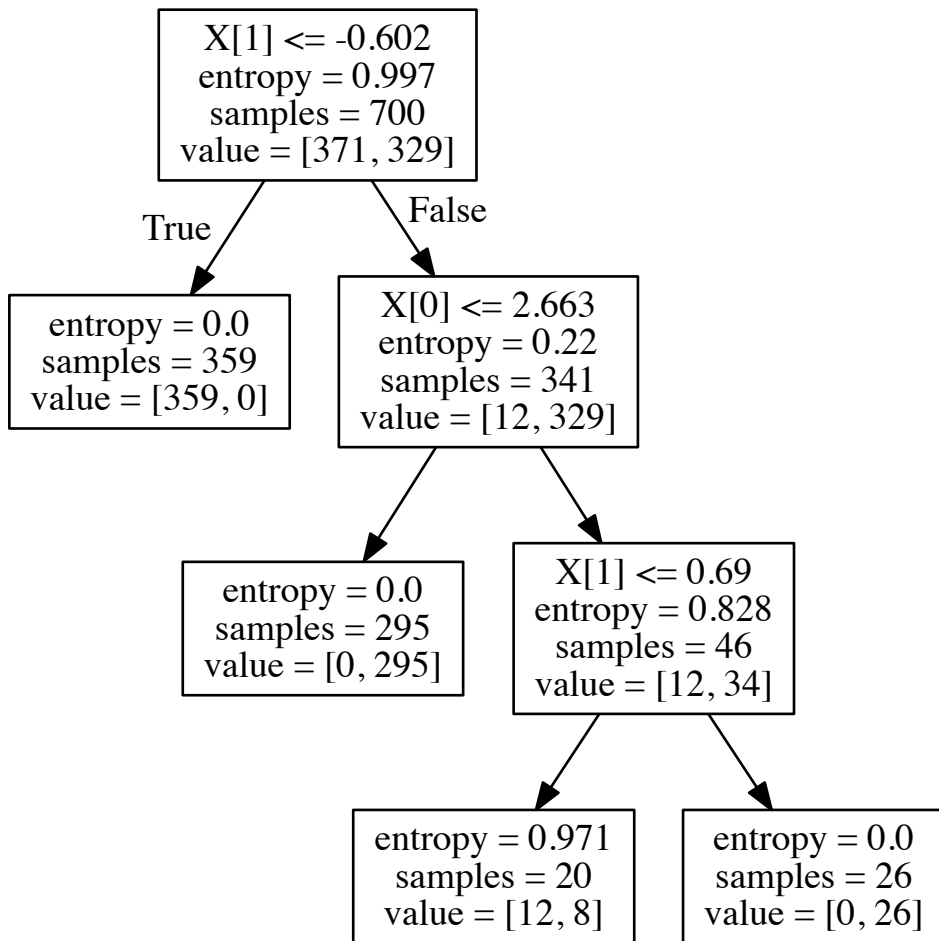 X[1] <= -0.602
entropy = 0.997
samples = 700
value = [371, 329]
True
False
entropy = 0.0
samples = 359
value = [359, 0]
X[0] <= 2.663
entropy = 0.22
samples = 341
value = [12, 329]
entropy = 0.0
samples = 295
value = [0, 295]
X[1] <= 0.69
entropy = 0.828
samples = 46
value = [12, 34]
entropy = 0.971
samples = 20
value = [12, 8]
entropy = 0.0
samples = 26
value = [0, 26]